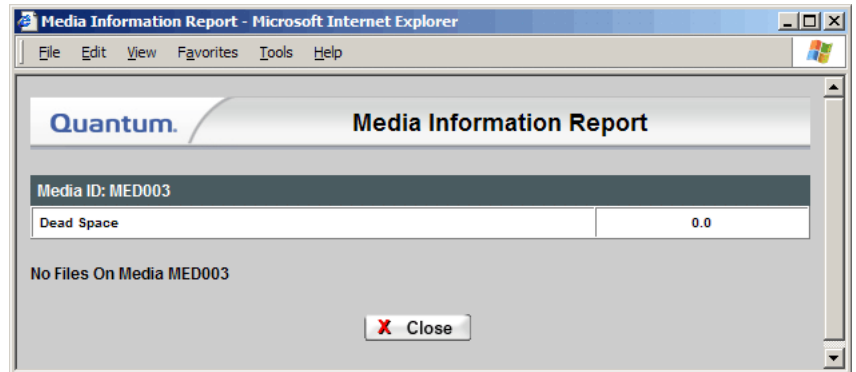 Media Information Report - Microsoft Internet Explorer
File Edit View Favorites Tools Help
Quantum. Media Information Report
Media ID: MED003
Dead Space 0.0
No Files On Media MED003
X Close